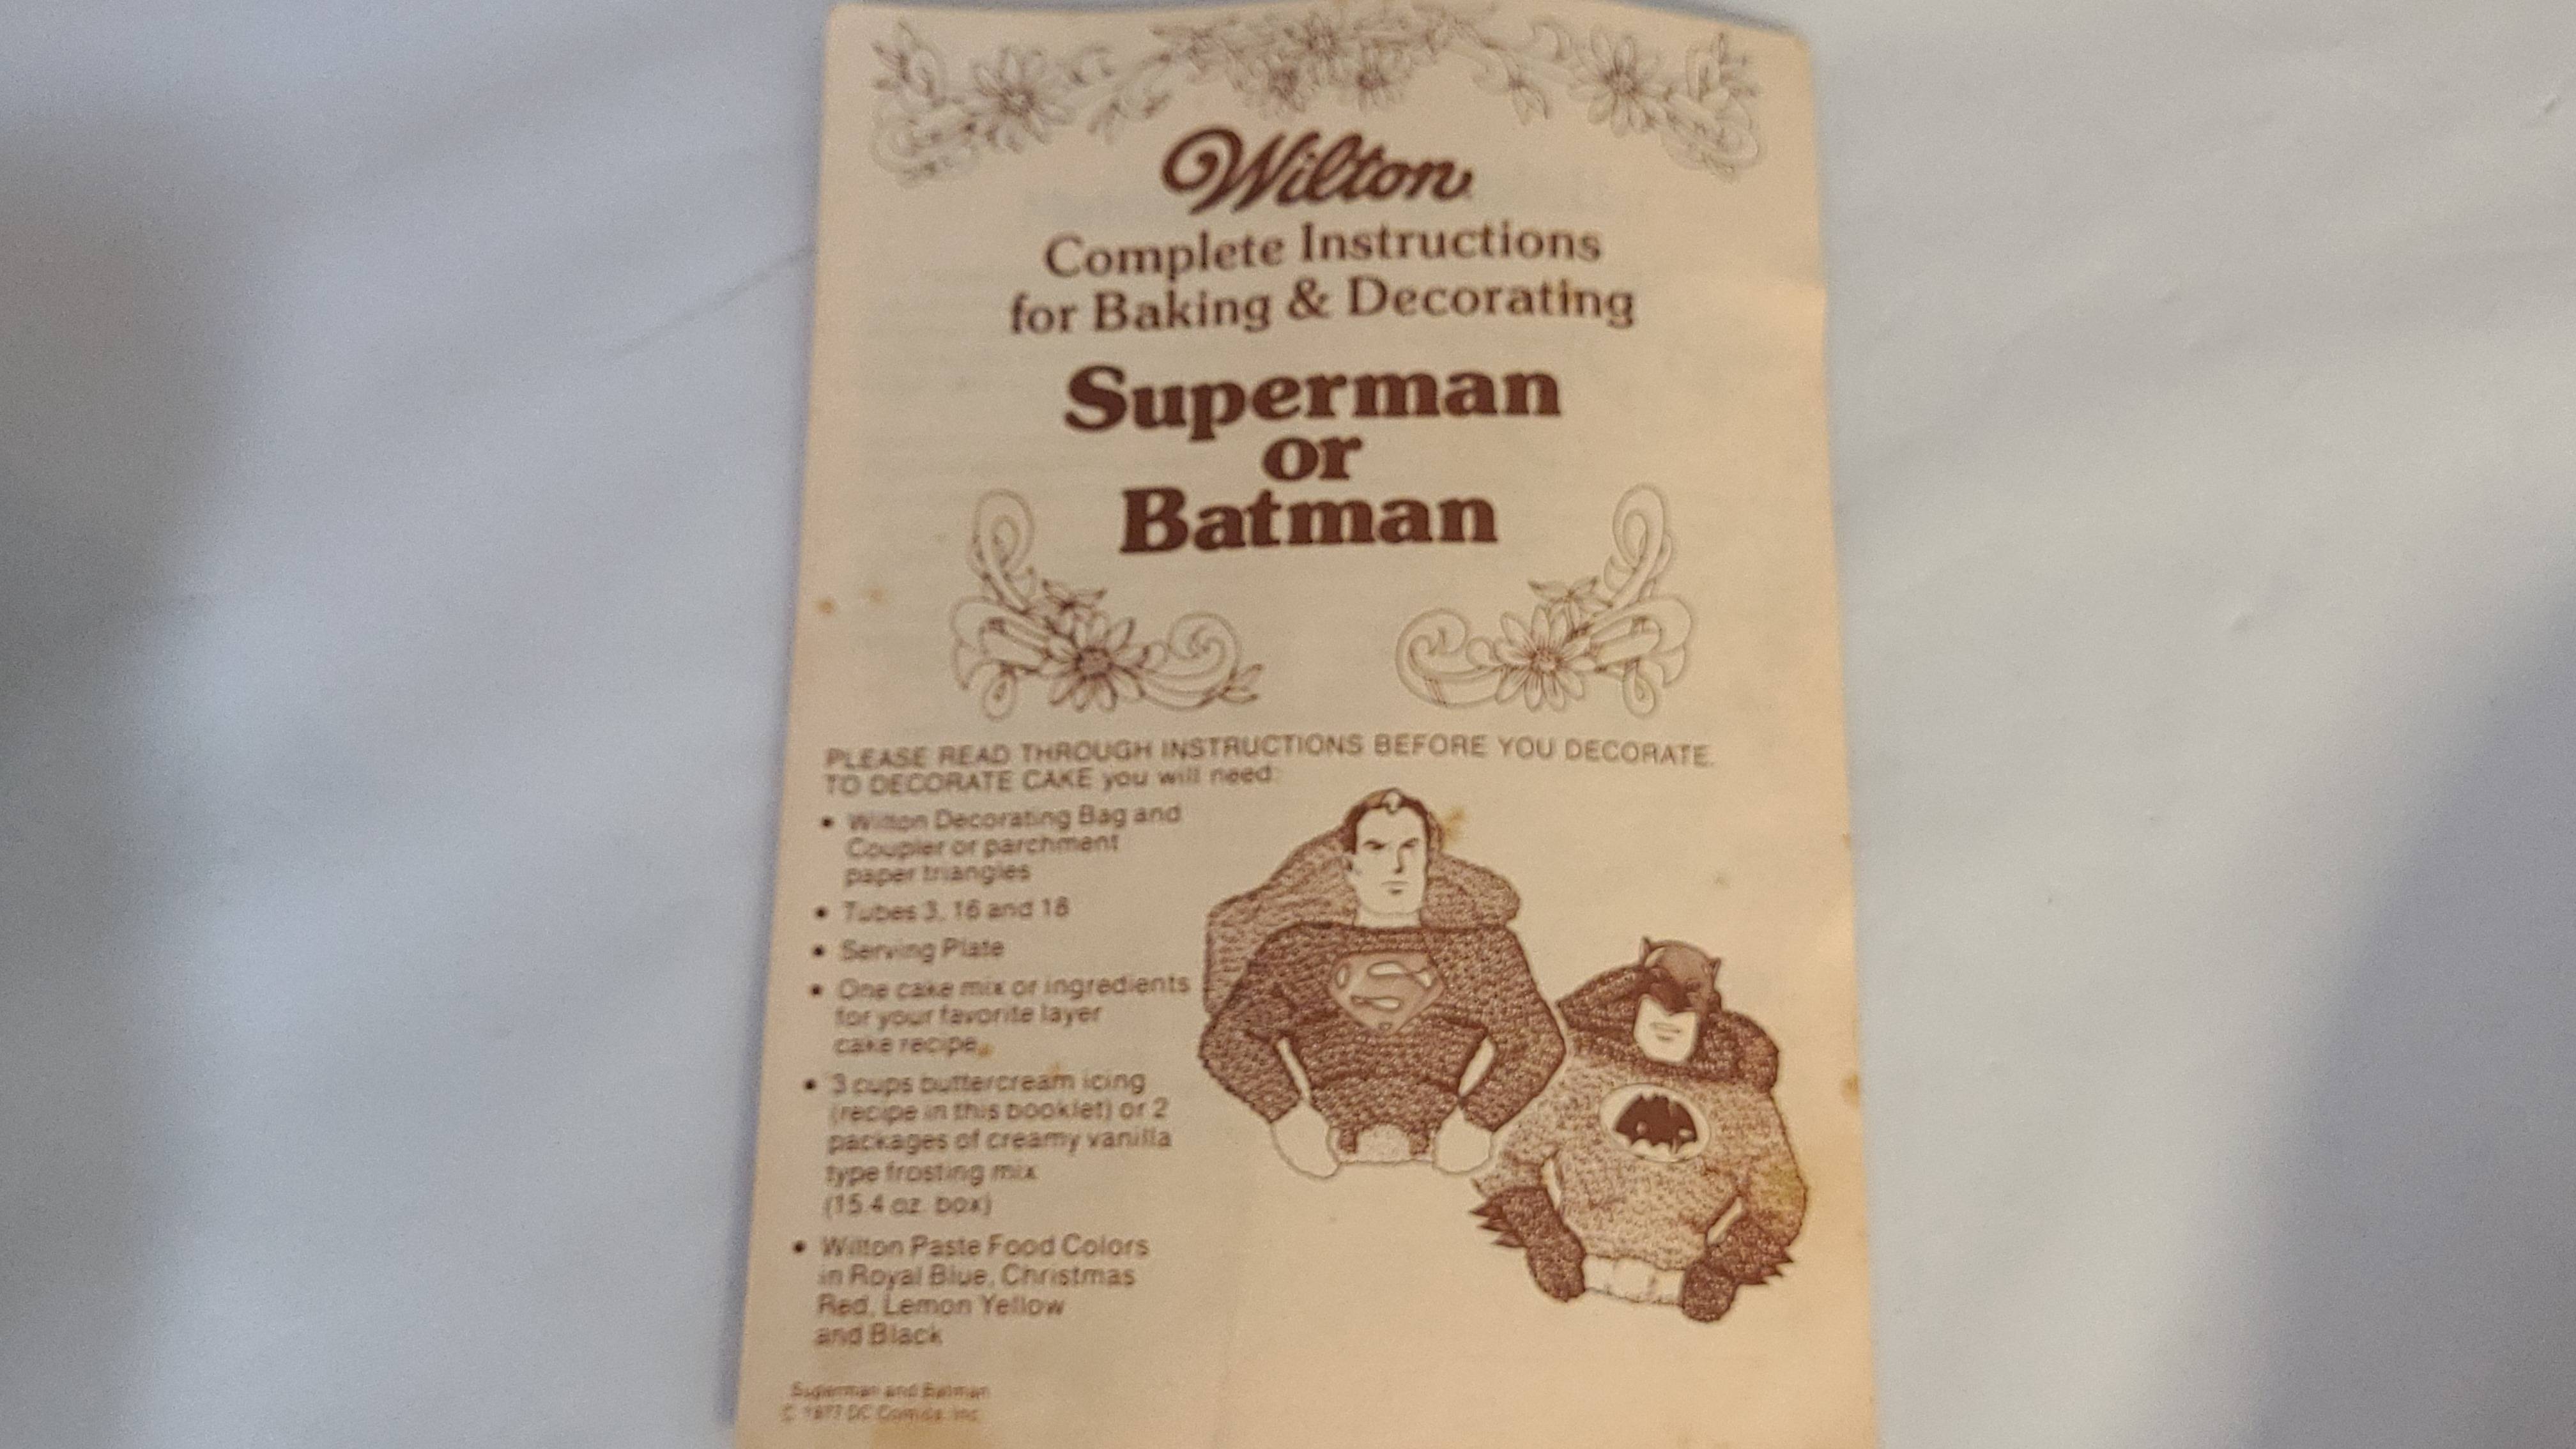 Wilton
Complete Instructions
for Baking & Decorating
Superman
or
Batman
PLEASE READ THROUGH INSTRUCTIONS BEFORE YOU DECORATE.
TO DECORATE CAKE you will need:
• Wilton Decorating Bag and
Coupler or parchment
paper triangles
• Tubes 3, 16 and 18
• Serving Plate
• One cake mix or ingredients
for your favorite layer
cake recipe
• 3 cups buttercream icing
(recipe in this booklet) or 2
packages of creamy vanilla
type frosting mix
(15.4 oz. box)
• Wilton Paste Food Colors
in Royal Blue, Christmas
Red, Lemon Yellow
and Black
Superman and Batman
© 1977 DC Comics Inc.